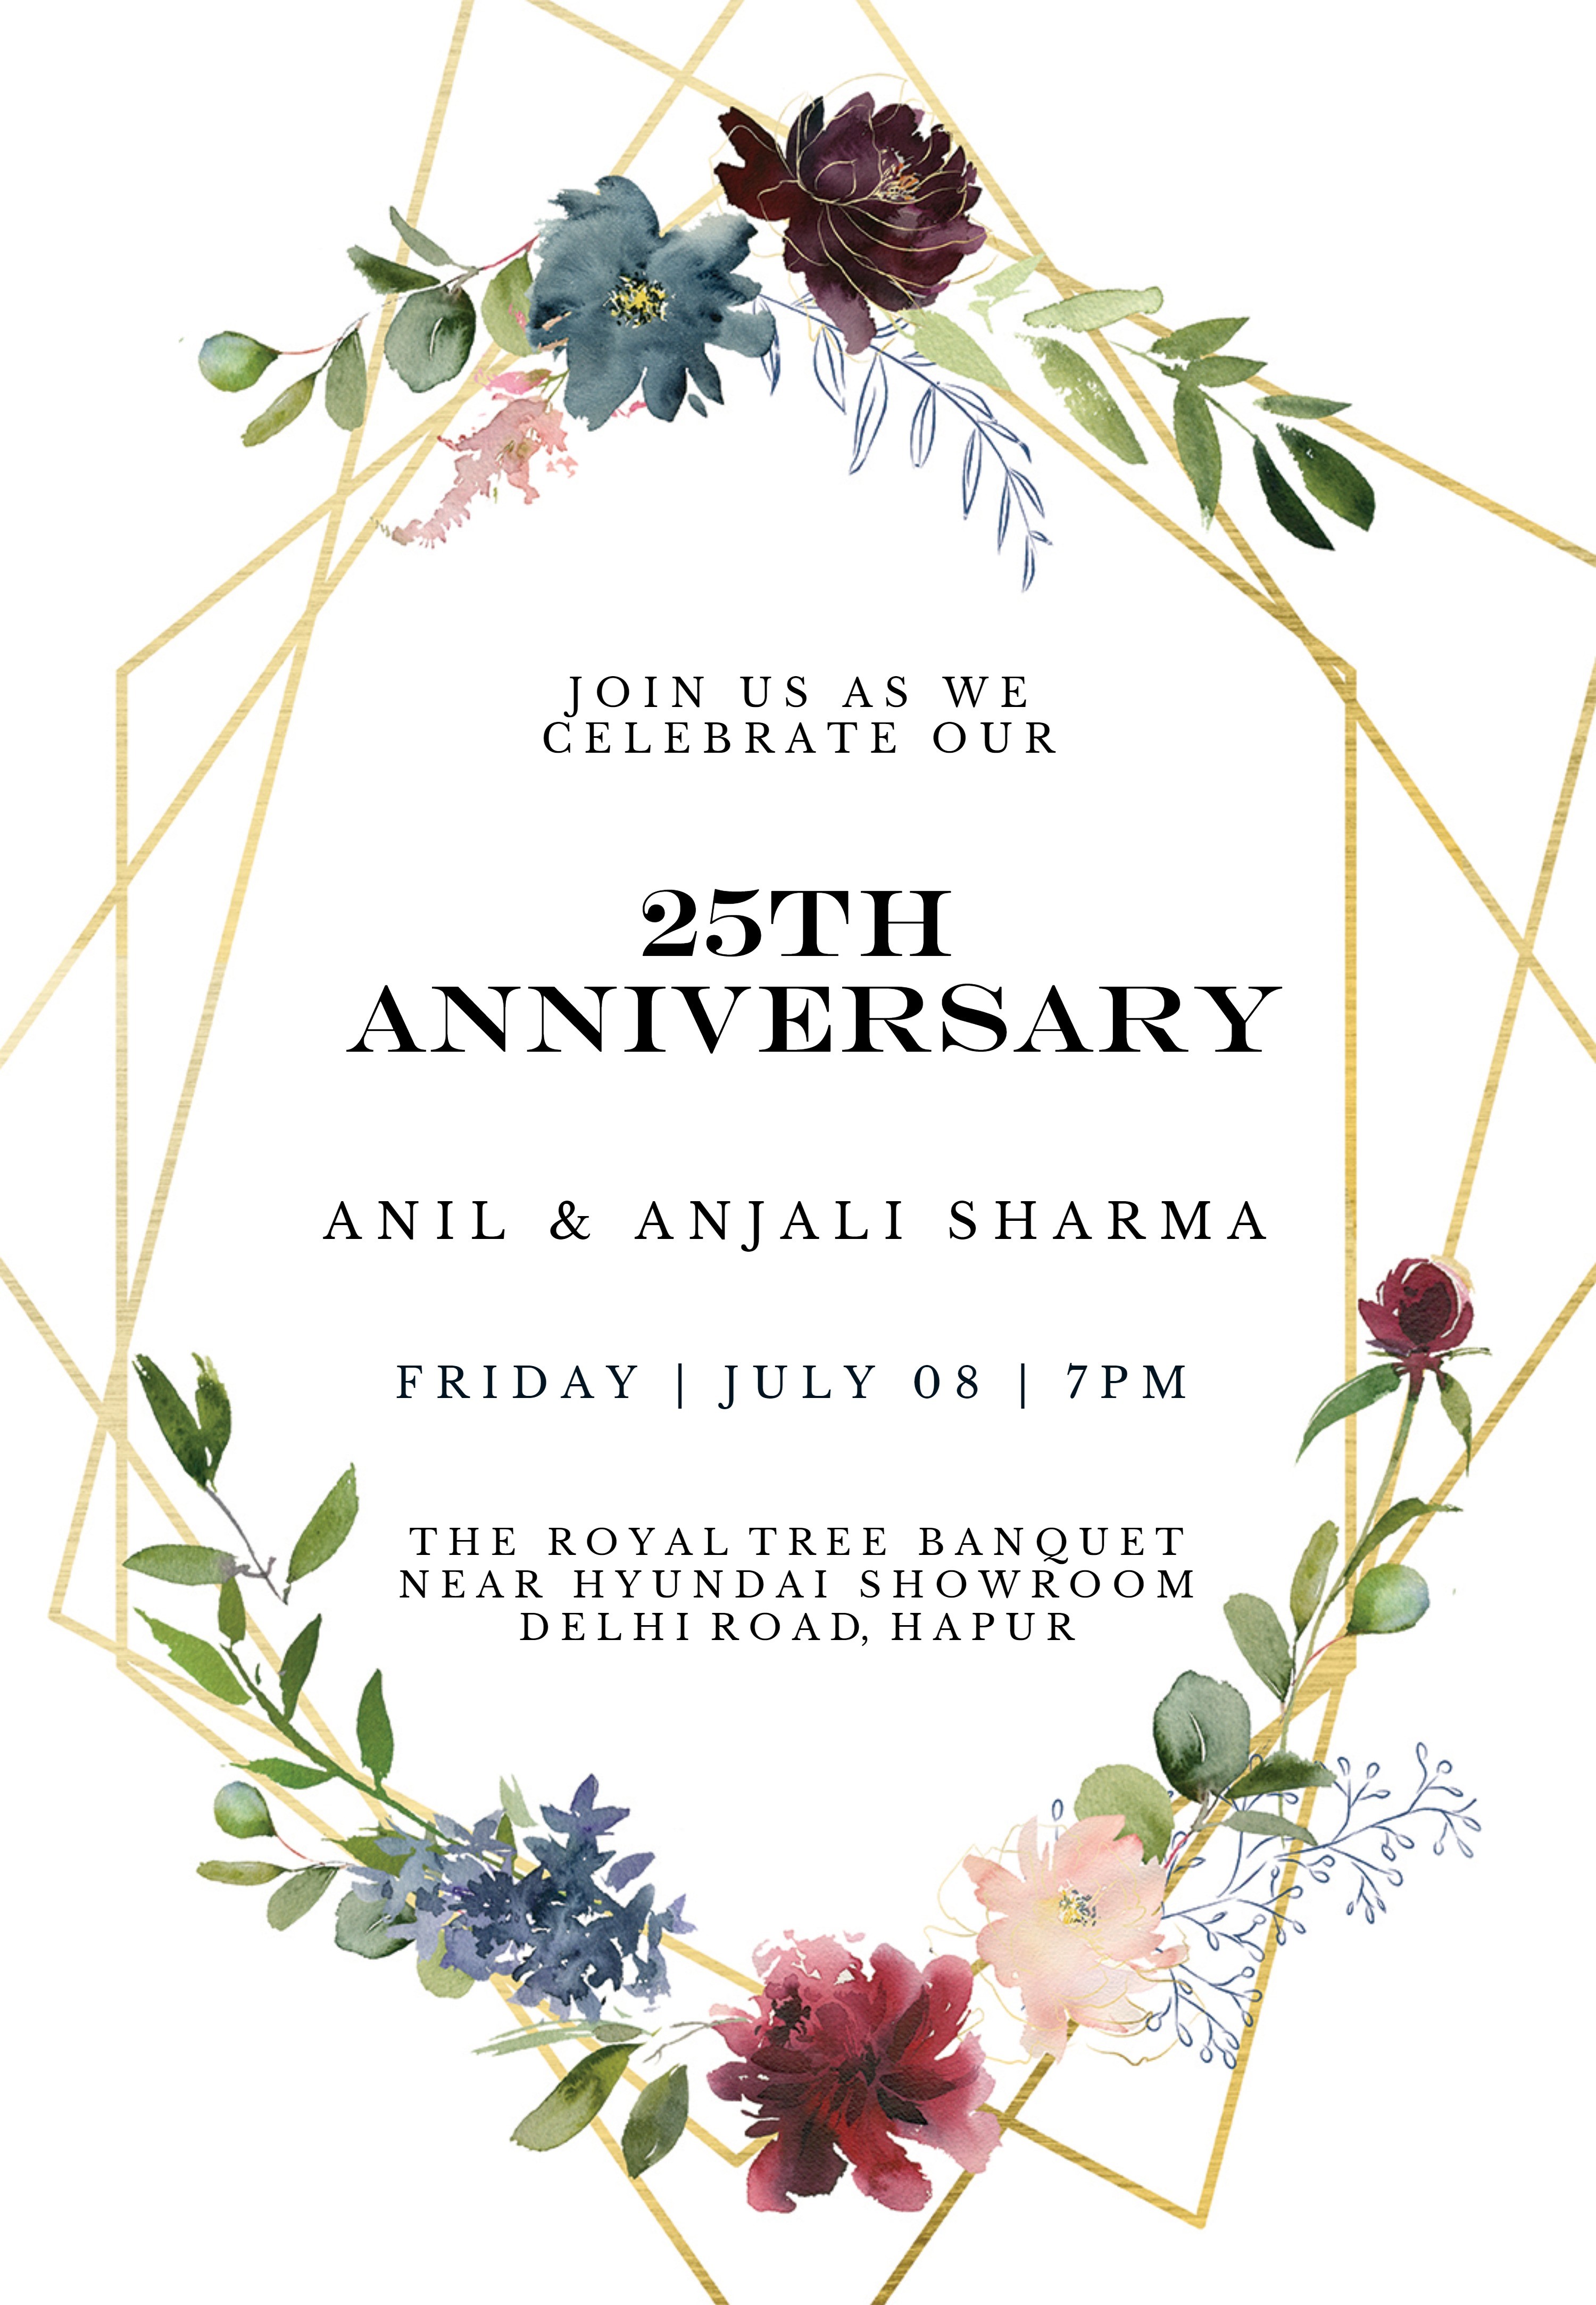 JOIN US AS WE
CELEBRATE OUR
25TH
ANNIVERSARY
ANIL & ANJALI SHARMA
FRIDAY | JULY 08 | 7PM
THE ROYAL TREE BANQUET
NEAR HYUNDAI SHOWROOM
DELHI ROAD, HAPUR